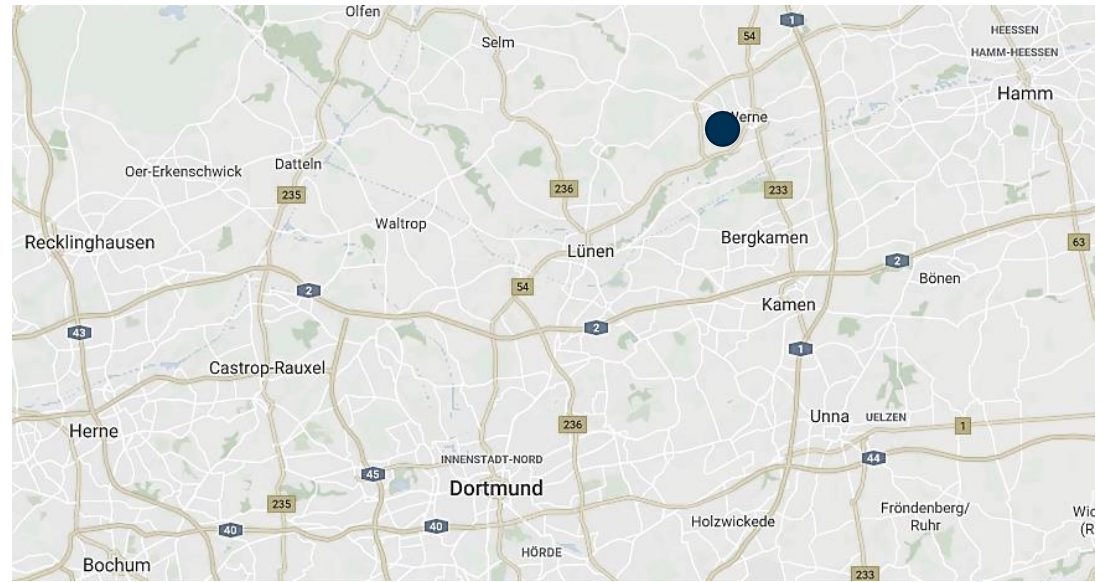 Olfen
1
HEESSEN
54
Selm
HAMM-HEESSEN
Hamm
Werne
Datteln
Oer-Erkenschwick
235
236
233
Waltrop
Recklinghausen
Lünen
Bergkamen
63
2
Bönen
54
2
Kamen
2
43
1
Castrop-Rauxel
Unna
UELZEN
236
1
Herne
INNENSTADT-NORD
44
45
Dortmund
235
Fröndenberg/
Ruhr
Holzwickede
40
40
HÖRDE
Bochum
233